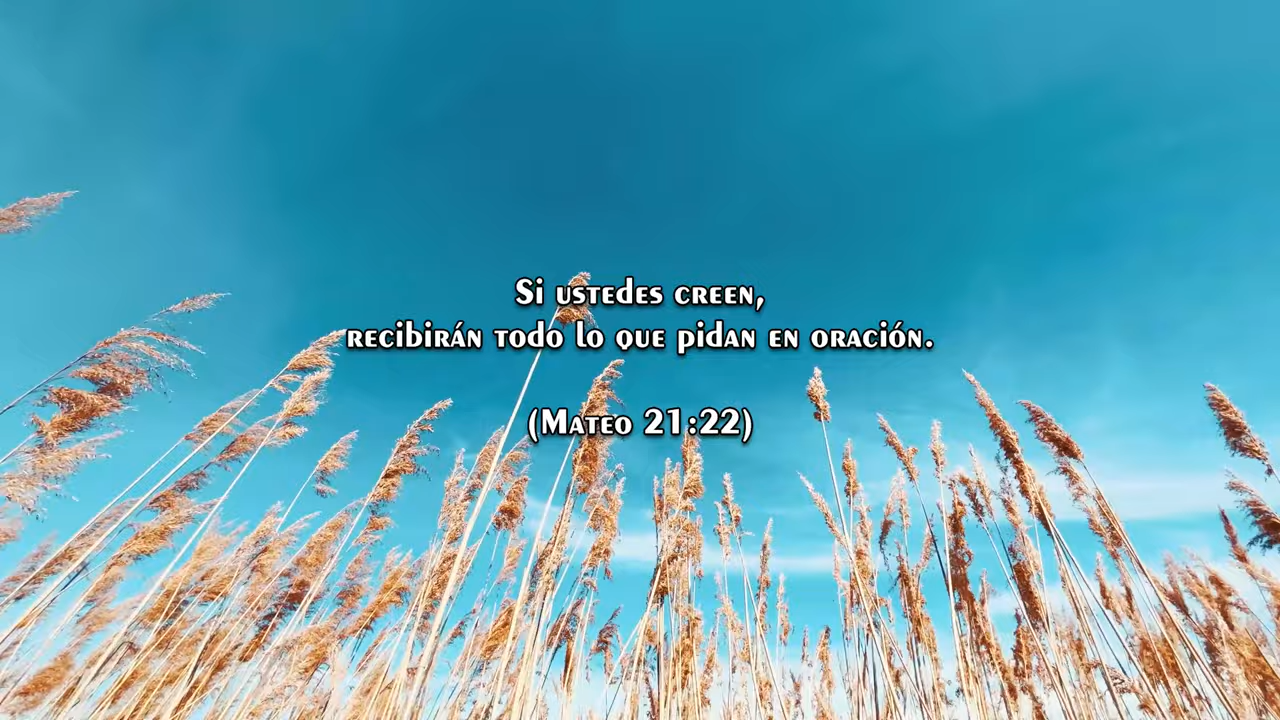 Si ustedes creen,
recibirán todo lo que pidan en oración.
(Mateo 21:22)